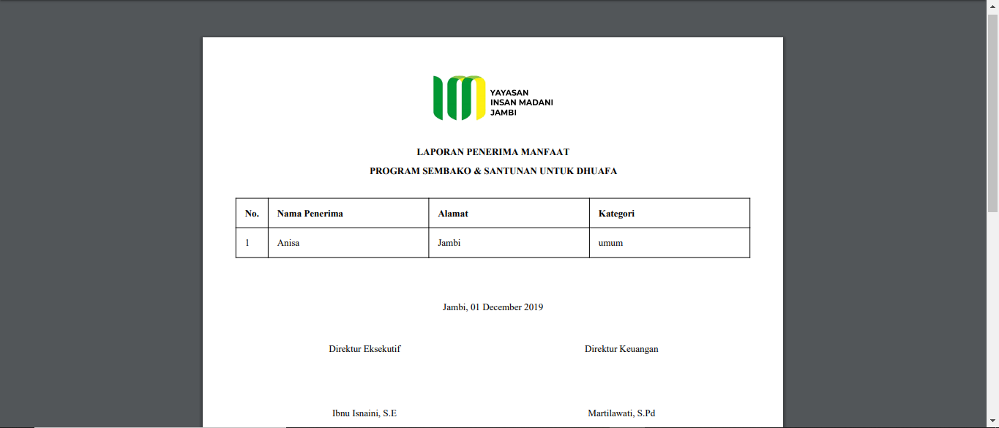 YAYASAN
INSAN MADANI
JAMBI
LAPORAN PENERIMA MANFAAT
PROGRAM SEMBAKO & SANTUNAN UNTUK DHUAFA
No. Nama Penerima Alamat Kategori
1 Anisa Jambi umum
Jambi, 01 December 2019
Direktur Eksekutif Direktur Keuangan
Ibnu Isnaini, S.E Martilawati, S.Pd